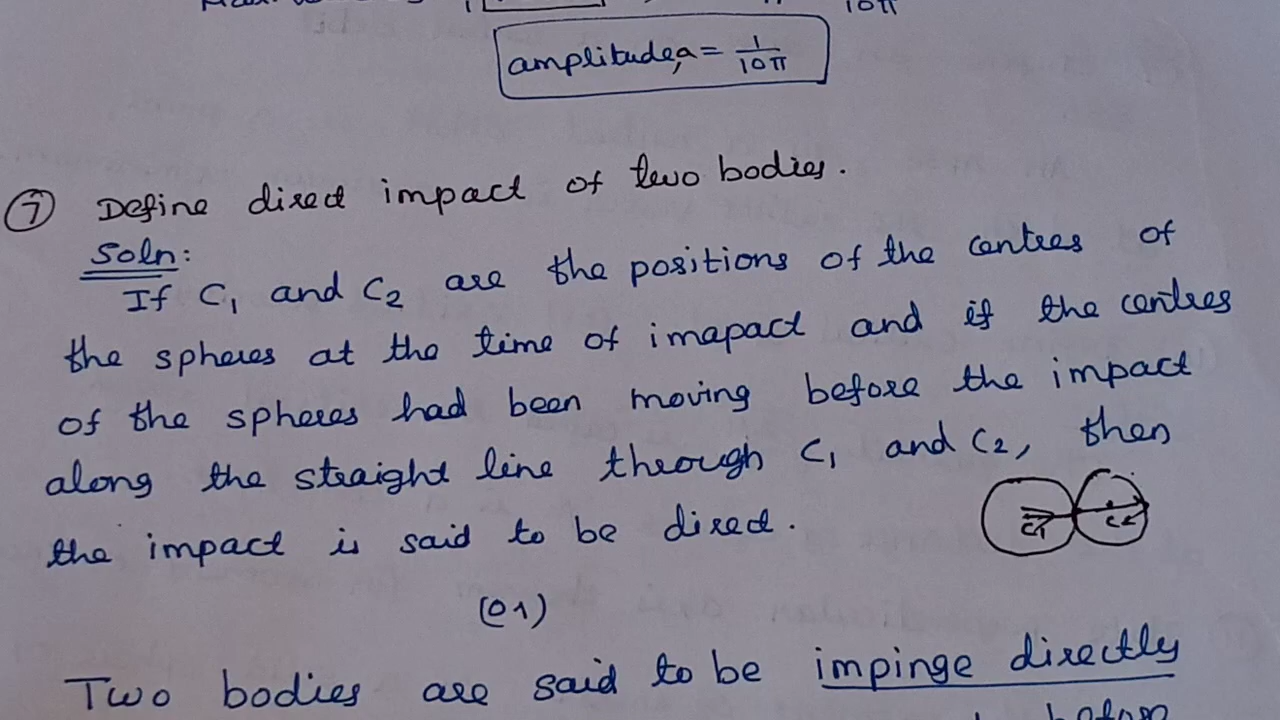 10π
amplitude, a = 1/10π
⑦ Define direct impact of two bodies.
Soln:
If C₁ and C₂ are the positions of the centres of
the spheres at the time of imapact and if the centres
of the spheres had been moving before the impact
along the straight line through C₁ and C₂, then
the impact is said to be direct.
C₁ C₂
(or)
Two bodies are said to be impinge directly
before